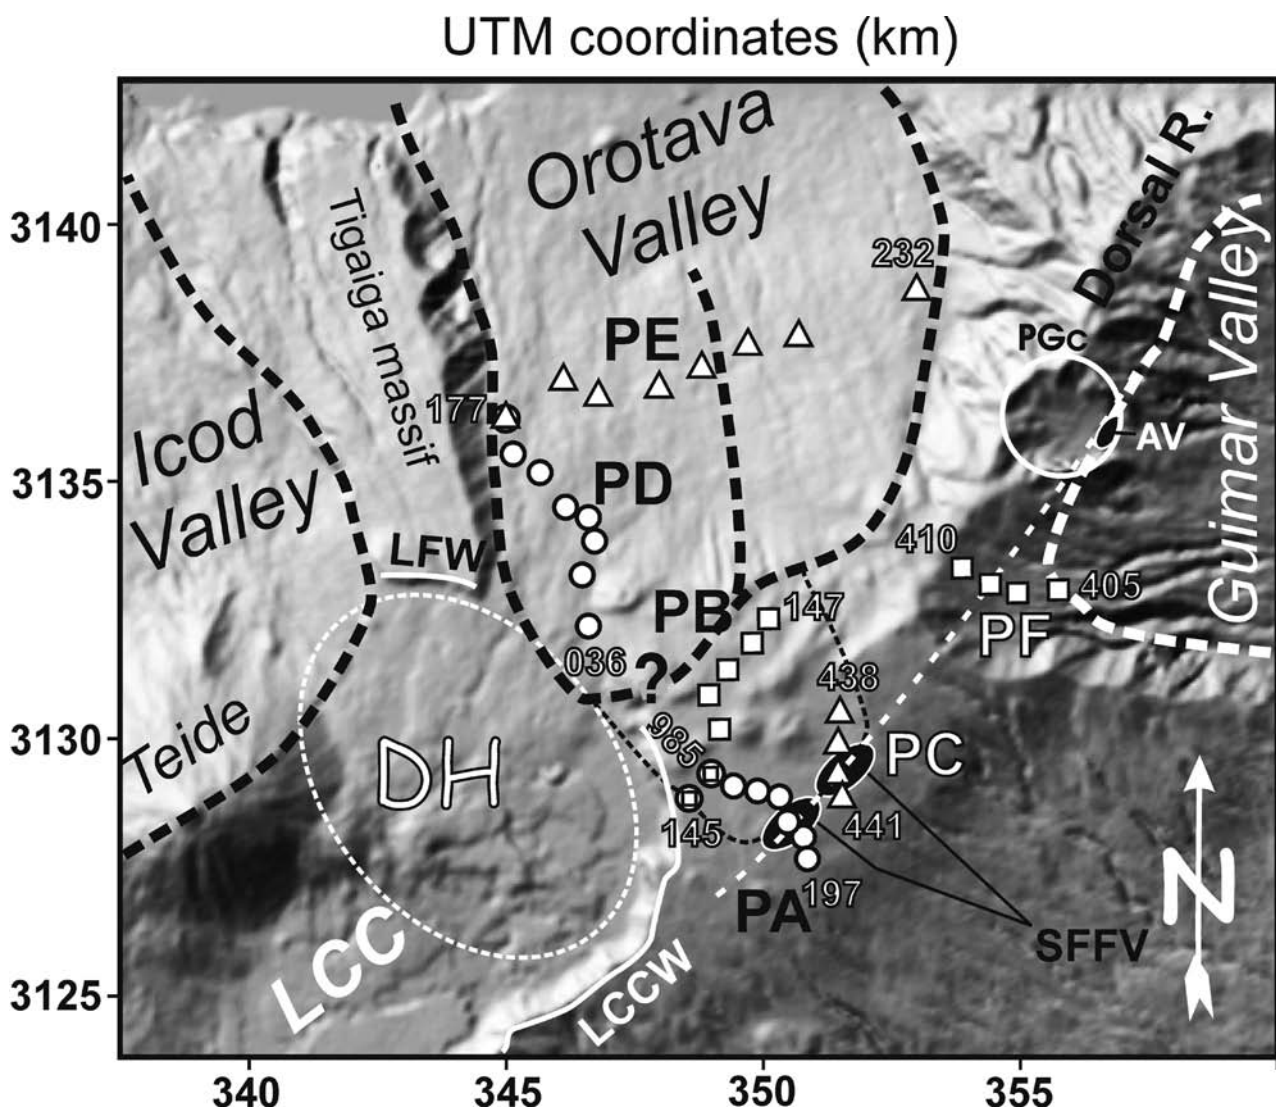 UTM coordinates (km)
3140
3135
3130
3125
340
345
350
355
Orotava
Valley
Dorsal R.
Tigaiga massif
232
Guimar Valley
PGc
PE
177
AV
Icod
Valley
PD
LFW
410
405
PB
147
PF
036
?
438
Teide
985
DH
PC
145
441
PA
197
SFFV
LCC
LCCW
N